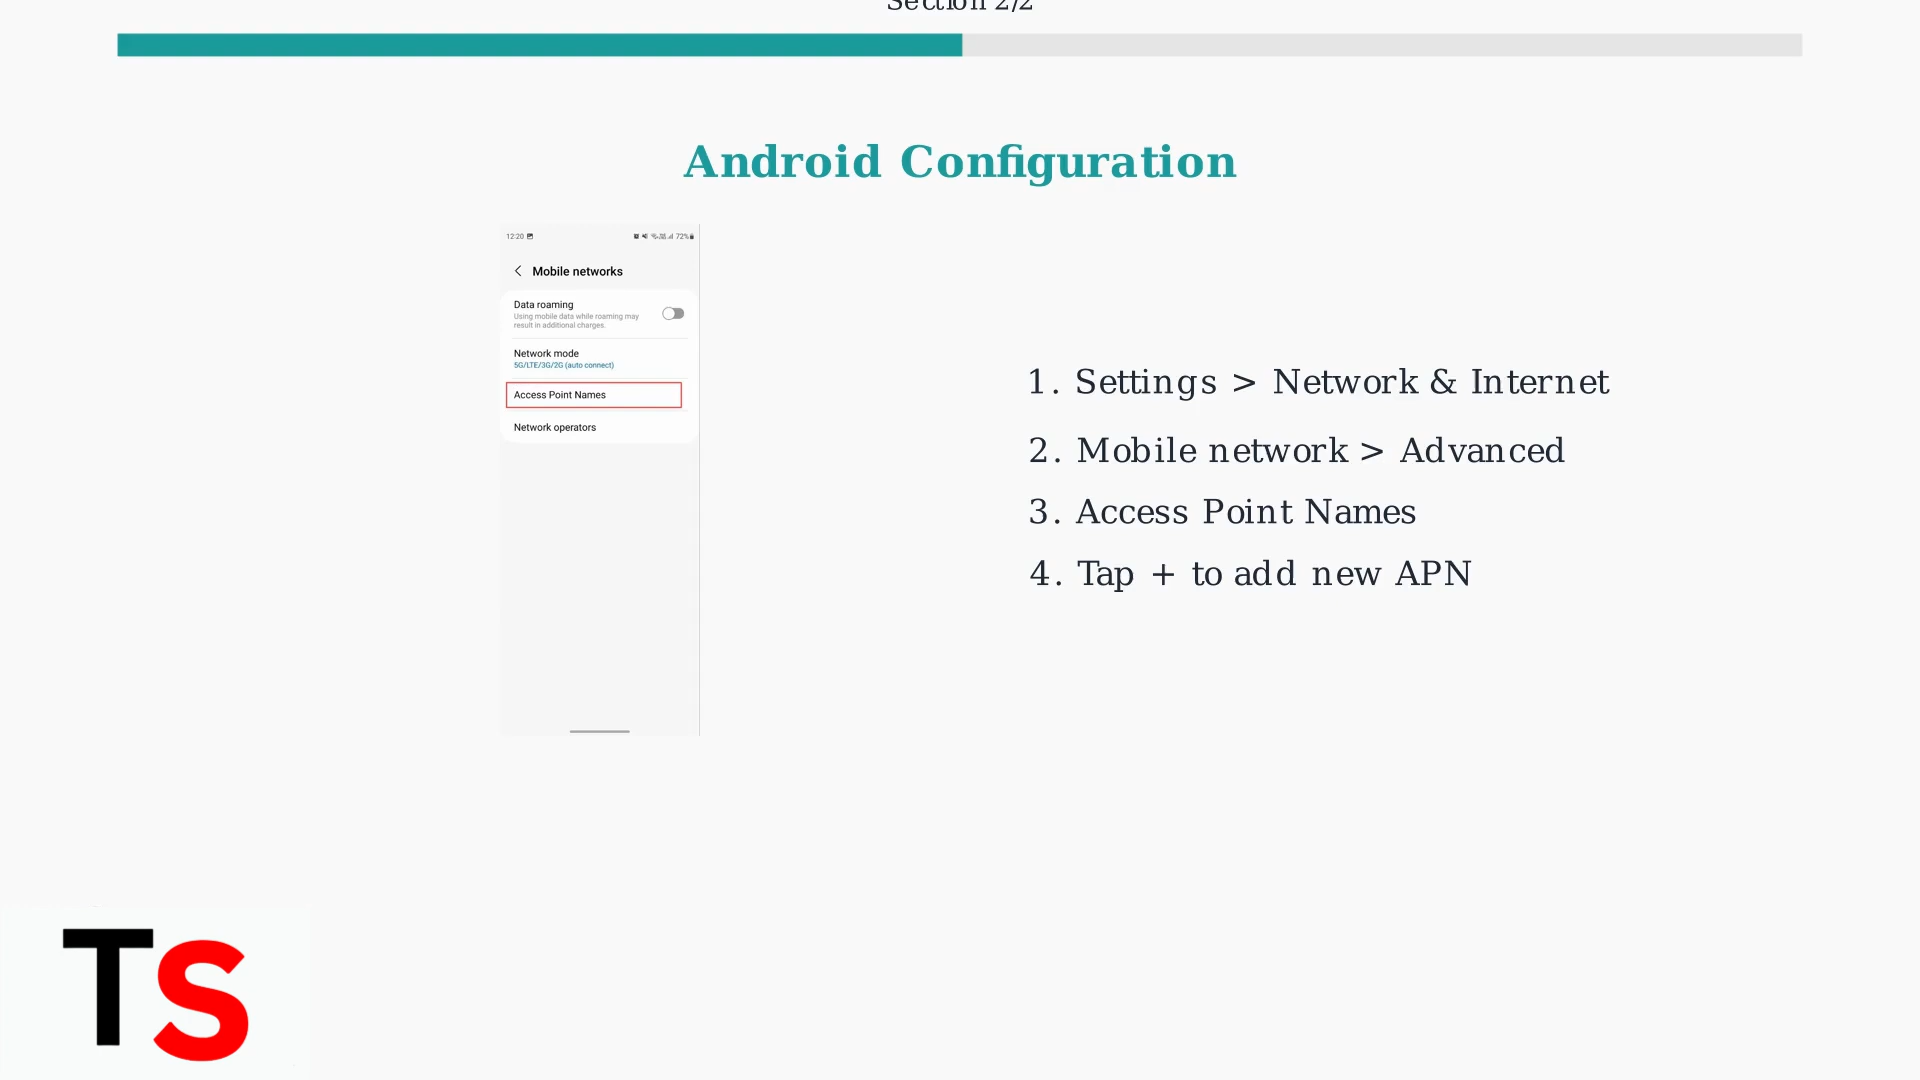 Section 2/2
Android Configuration
12:20
72%
Mobile networks
Data roaming
Using mobile data while roaming may
result in additional charges.
Network mode
5G/LTE/3G/2G (auto connect)
Access Point Names
Network operators
1. Settings > Network & Internet
2. Mobile network > Advanced
3. Access Point Names
4. Tap + to add new APN
TS